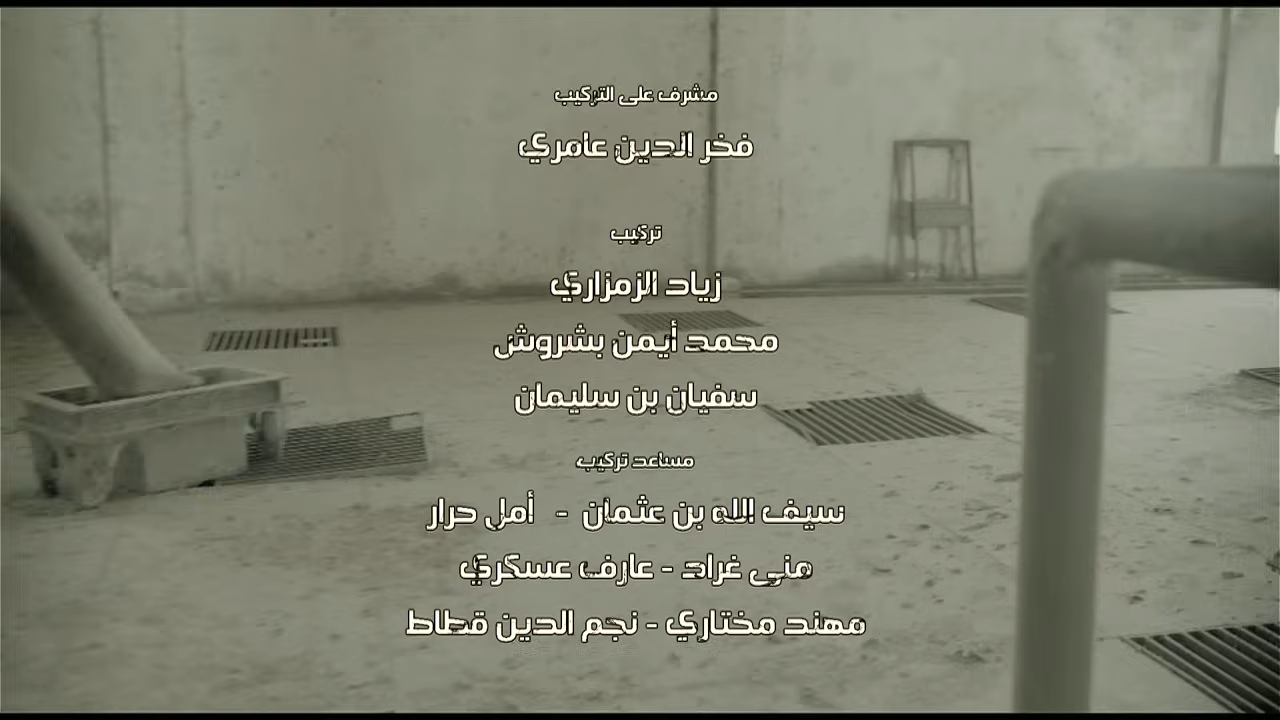 مشرف على التركيب
فخر الدين عامري
تركيب
زياد الزمزاري
محمد أيمن بشروش
سفيان بن سليمان
مساعد تركيب
سيف الله بن عثمان - أمل حرار
منى غراد - عارف عسكري
مهند مختاري - نجم الدين قطاط